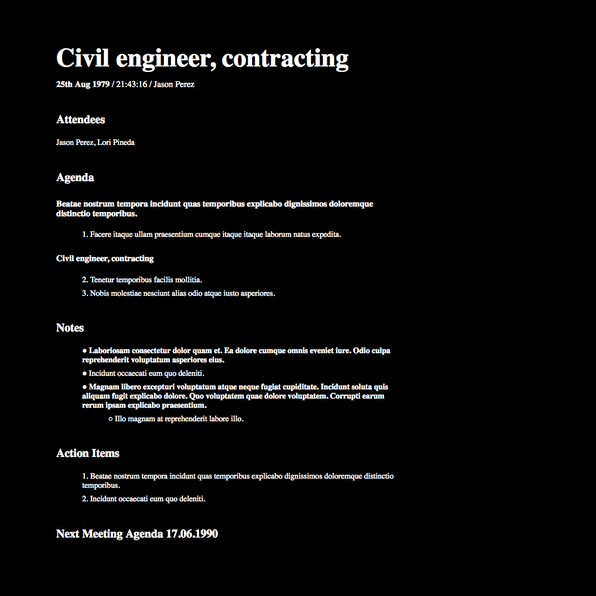 Civil engineer, contracting
25th Aug 1979 / 21:43:16 / Jason Perez
Attendees
Jason Perez, Lori Pineda
Agenda
Beatae nostrum tempora incidunt quas temporibus explicabo dignissimos doloremque
distinctio temporibus.
1. Facere itaque ullam praesentium cumque itaque itaque laborum natus expedita.
Civil engineer, contracting
2. Tenetur temporibus facilis mollitia.
3. Nobis molestiae nesciunt alias odio atque iusto asperiores.
Notes
● Laboriosam consectetur dolor quam et. Ea dolore cumque omnis eveniet iure. Odio culpa
reprehenderit voluptatum asperiores eius.
● Incidunt occaecati eum quo deleniti.
● Magnam libero excepturi voluptatum atque neque fugiat cupiditate. Incidunt soluta quis
aliquam fugit explicabo dolore. Quo voluptatem quae dolore voluptatem. Corrupti earum
rerum ipsam explicabo praesentium.
○ Illo magnam at reprehenderit labore illo.
Action Items
1. Beatae nostrum tempora incidunt quas temporibus explicabo dignissimos doloremque distinctio
temporibus.
2. Incidunt occaecati eum quo deleniti.
Next Meeting Agenda 17.06.1990